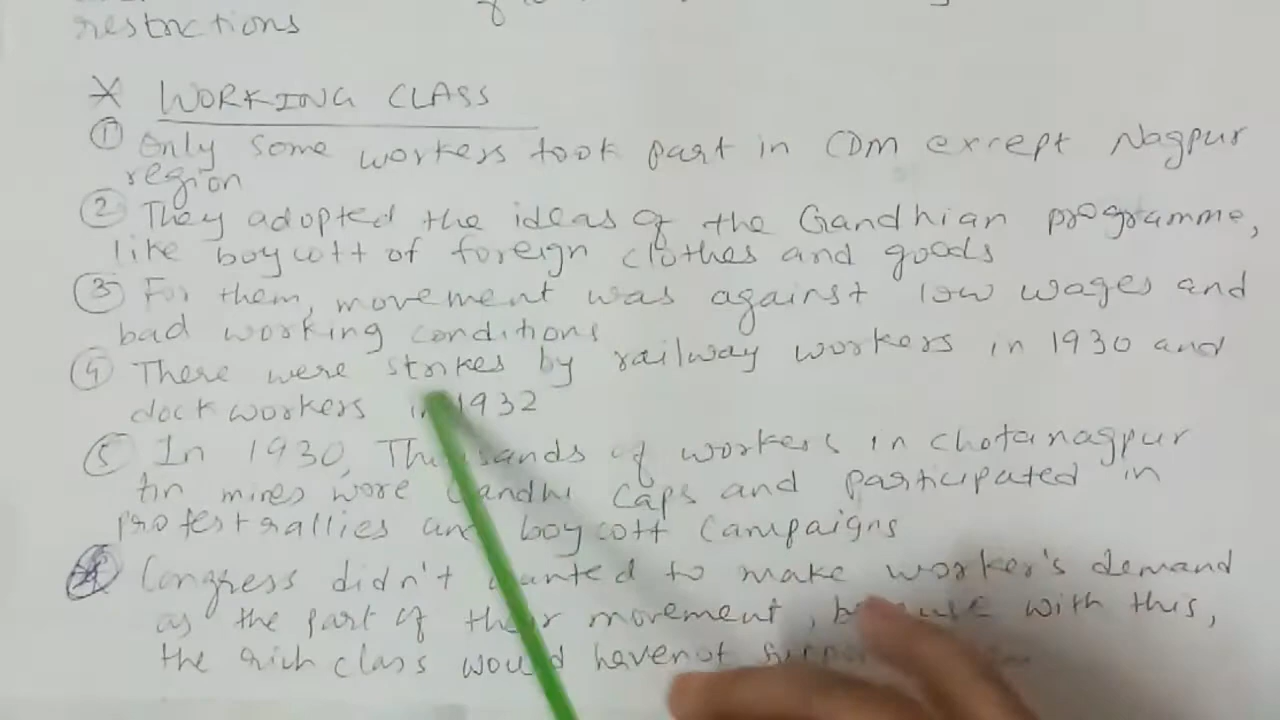 restrictions
* WORKING CLASS
① Only some workers took part in CDM except Nagpur
region
② They adopted the ideas of the Gandhian programme,
like boycott of foreign clothes and goods
③ For them, movement was against low wages and
bad working conditions
④ There were strikes by railway workers in 1930 and
dock workers in 1932
⑤ In 1930, Thousands of workers in chotanagpur
tin mines wore Gandhi caps and participated in
protest rallies and boycott campaigns
Congress didn't wanted to make worker's demand
as the part of their movement, because with this,
the rich class would havenot